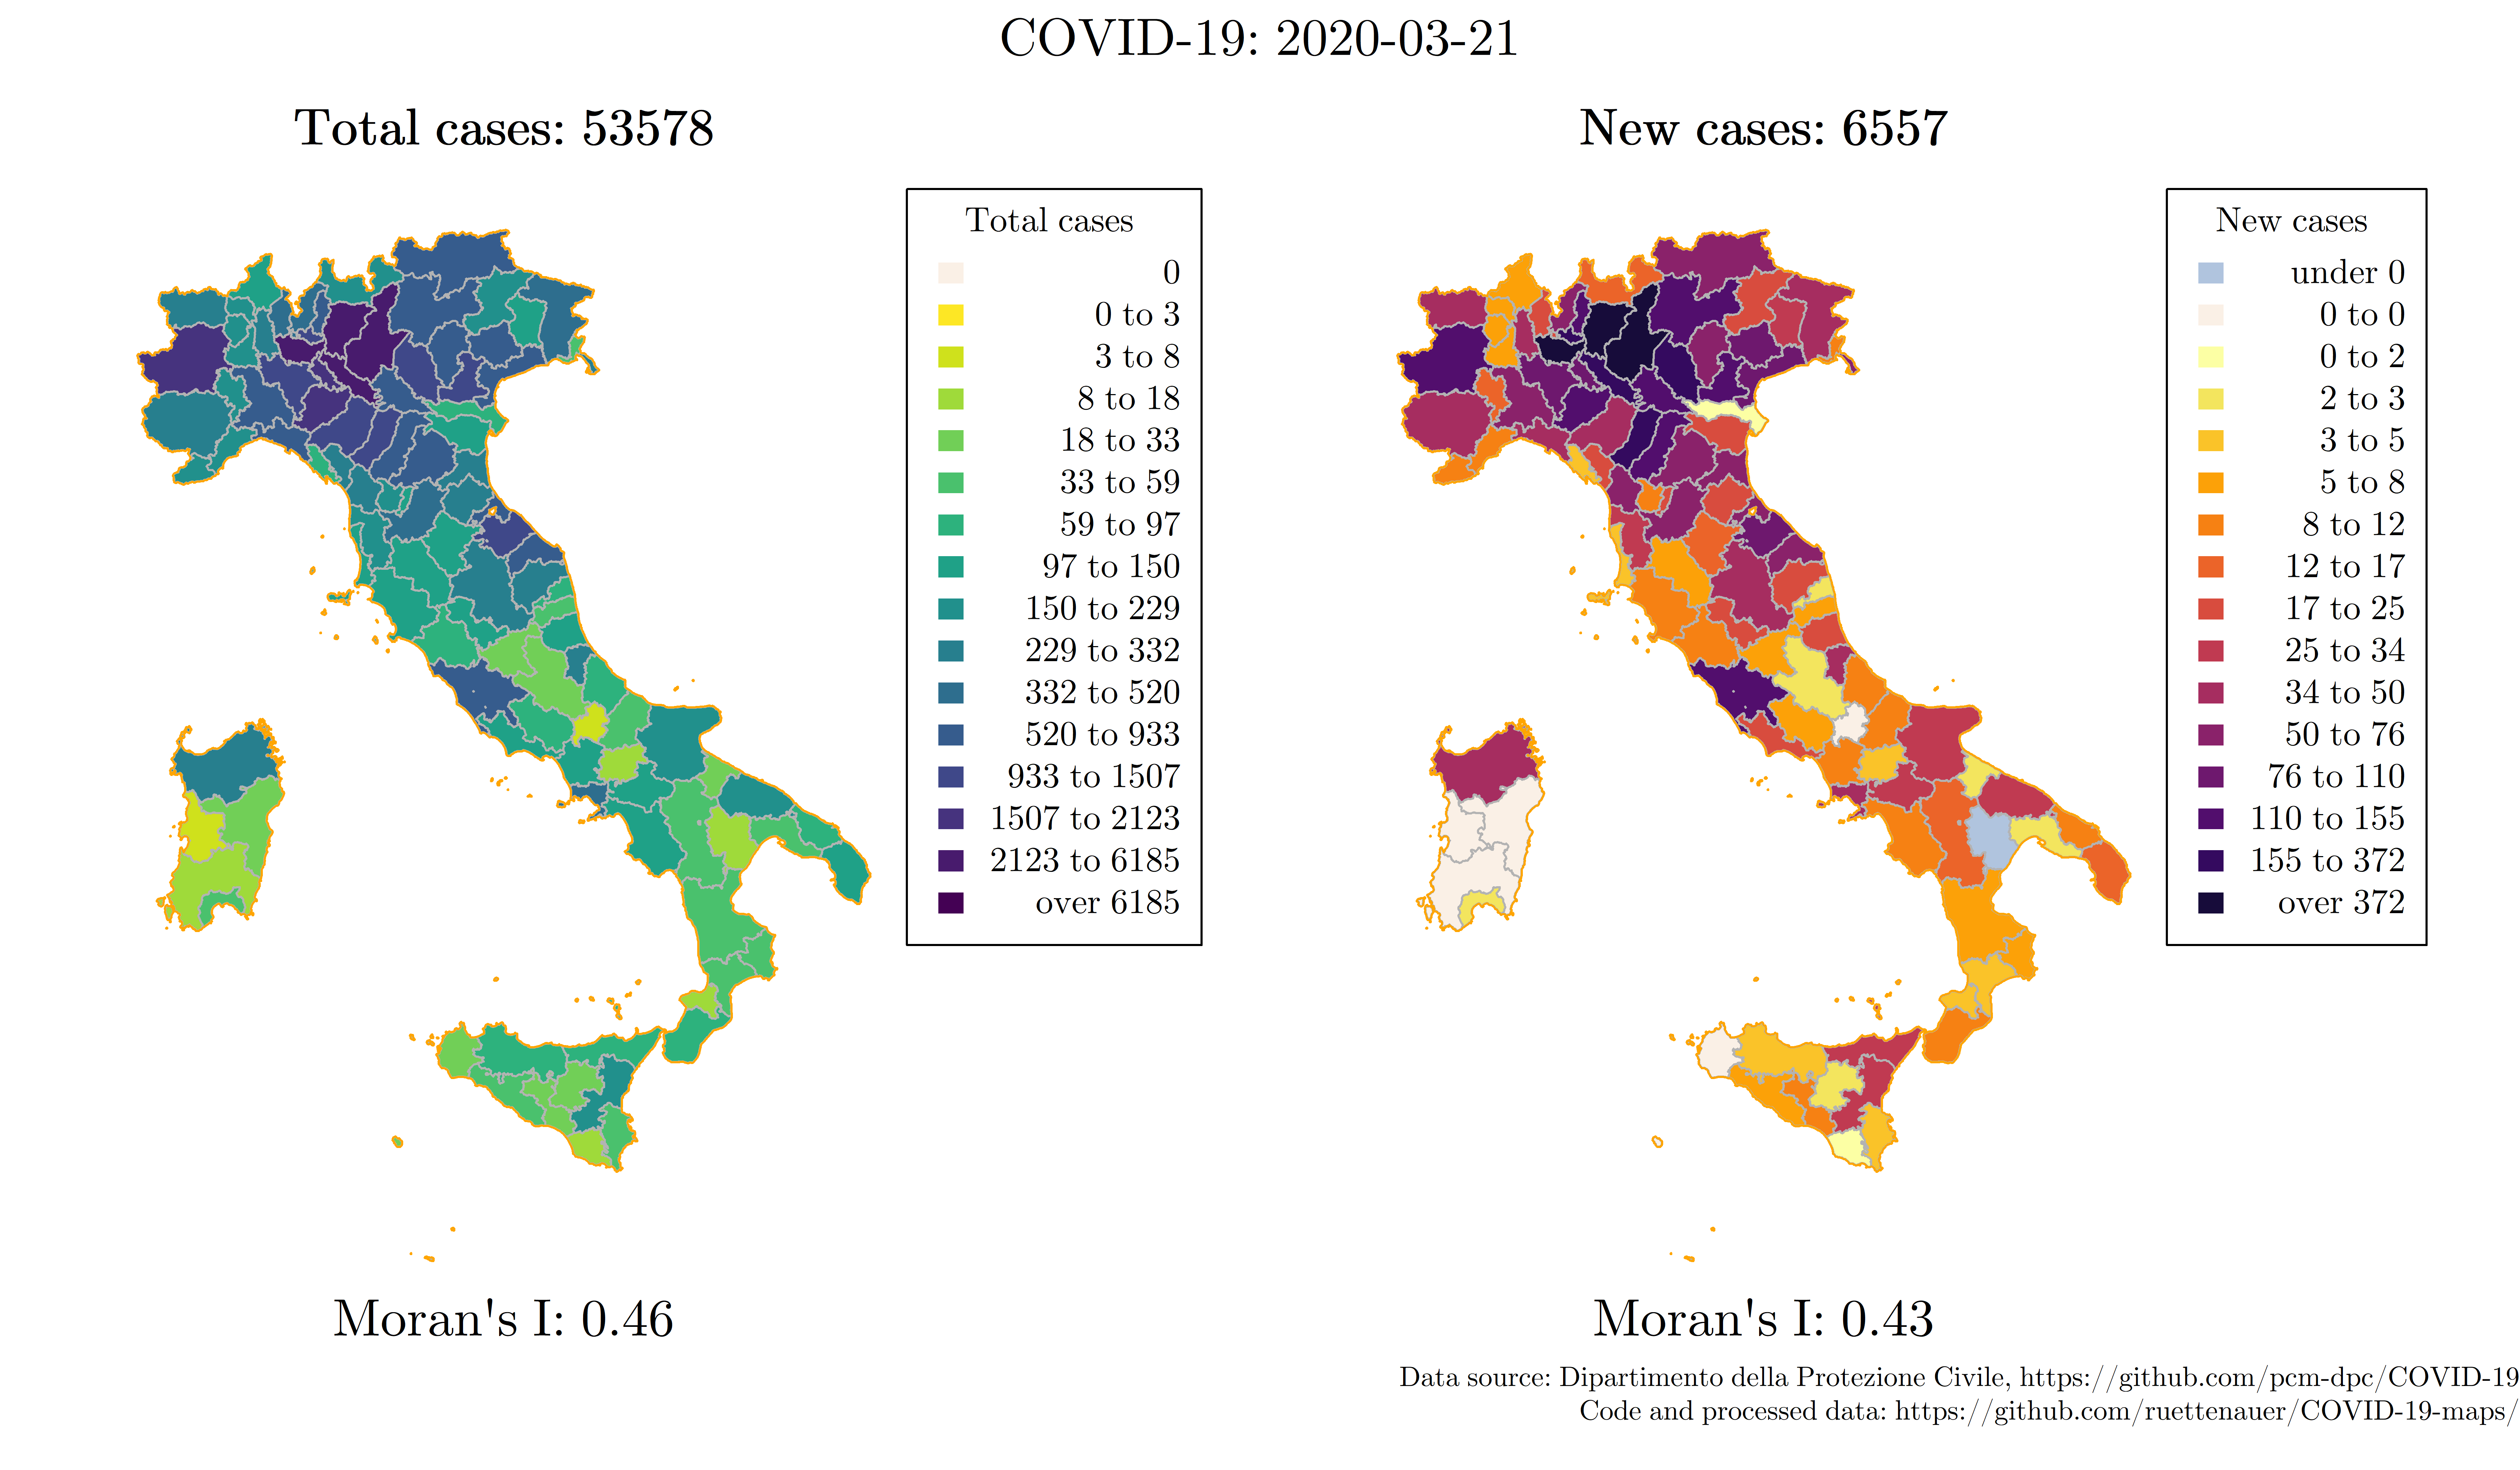 COVID-19: 2020-03-21
Total cases: 53578
Total cases
0
0 to 3
3 to 8
8 to 18
18 to 33
33 to 59
59 to 97
97 to 150
150 to 229
229 to 332
332 to 520
520 to 933
933 to 1507
1507 to 2123
2123 to 6185
over 6185
Moran's I: 0.46
New cases: 6557
New cases
under 0
0 to 0
0 to 2
2 to 3
3 to 5
5 to 8
8 to 12
12 to 17
17 to 25
25 to 34
34 to 50
50 to 76
76 to 110
110 to 155
155 to 372
over 372
Moran's I: 0.43
Data source: Dipartimento della Protezione Civile, https://github.com/pcm-dpc/COVID-19
Code and processed data: https://github.com/ruettenauer/COVID-19-maps/